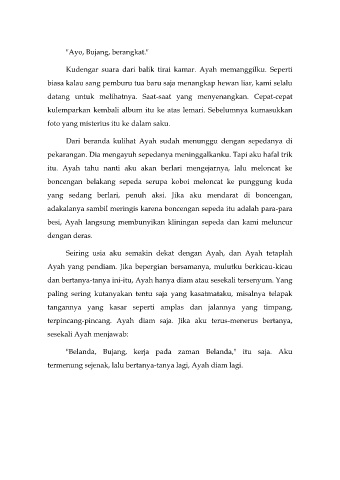 "Ayo, Bujang, berangkat."
Kudengar suara dari balik tirai kamar. Ayah memanggilku. Seperti
biasa kalau sang pemburu tua baru saja menangkap hewan liar, kami selalu
datang untuk melihatnya. Saat-saat yang menyenangkan. Cepat-cepat
kulemparkan kembali album itu ke atas lemari. Sebelumnya kumasukkan
foto yang misterius itu ke dalam saku.
Dari beranda kulihat Ayah sudah menunggu dengan sepedanya di
pekarangan. Dia mengayuh sepedanya meninggalkanku. Tapi aku hafal trik
itu. Ayah tahu nanti aku akan berlari mengejarnya, lalu meloncat ke
boncengan belakang sepeda serupa koboi meloncat ke punggung kuda
yang sedang berlari, penuh aksi. Jika aku mendarat di boncengan,
adakalanya sambil meringis karena boncengan sepeda itu adalah para-para
besi, Ayah langsung membunyikan kliningan sepeda dan kami meluncur
dengan deras.
Seiring usia aku semakin dekat dengan Ayah, dan Ayah tetaplah
Ayah yang pendiam. Jika bepergian bersamanya, mulutku berkicau-kicau
dan bertanya-tanya ini-itu, Ayah hanya diam atau sesekali tersenyum. Yang
paling sering kutanyakan tentu saja yang kasatmataku, misalnya telapak
tangannya yang kasar seperti amplas dan jalannya yang timpang,
terpincang-pincang. Ayah diam saja. Jika aku terus-menerus bertanya,
sesekali Ayah menjawab:
"Belanda, Bujang, kerja pada zaman Belanda," itu saja. Aku
termenung sejenak, lalu bertanya-tanya lagi, Ayah diam lagi.